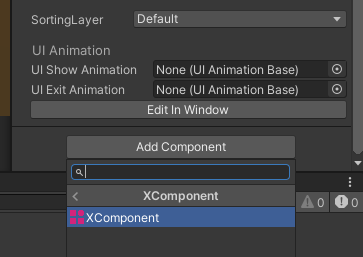 SortingLayer Default
UI Animation
UI Show Animation None (UI Animation Base)
UI Exit Animation None (UI Animation Base)
Edit In Window
Add Component
XComponent
0 0
XComponent